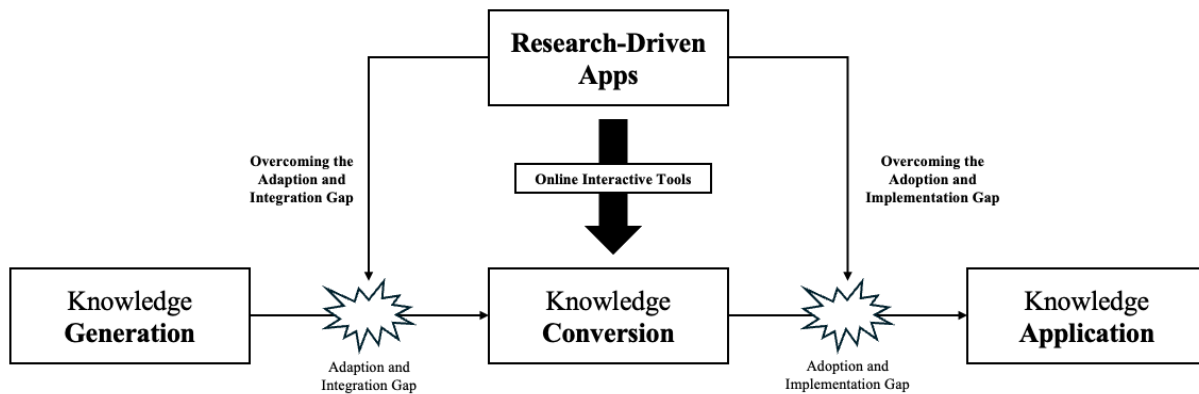 Research-Driven
Apps
Overcoming the
Adaption and
Integration Gap
Online Interactive Tools
Overcoming the
Adoption and
Implementation Gap
Knowledge
Generation
Knowledge
Conversion
Knowledge
Application
Adaption and
Integration Gap
Adoption and
Implementation Gap